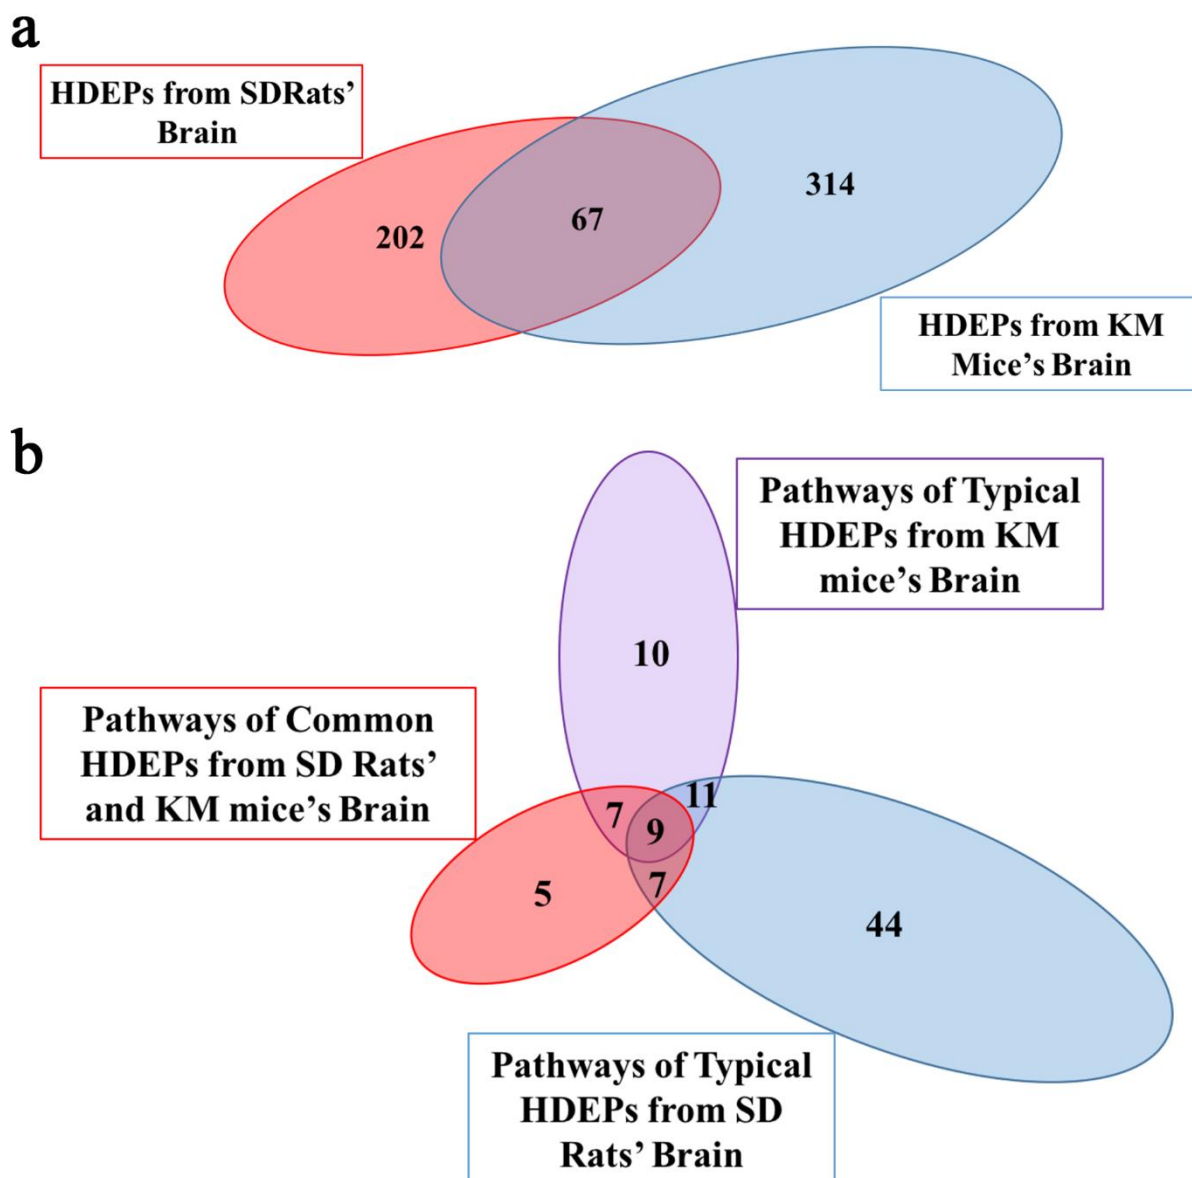 a
HDEPs from SDRats’
Brain
202
67
314
HDEPs from KM
Mice’s Brain
b
Pathways of Typical
HDEPs from KM
mice’s Brain
10
Pathways of Common
HDEPs from SD Rats’
and KM mice’s Brain
11
7
9
7
5
44
Pathways of Typical
HDEPs from SD
Rats’ Brain